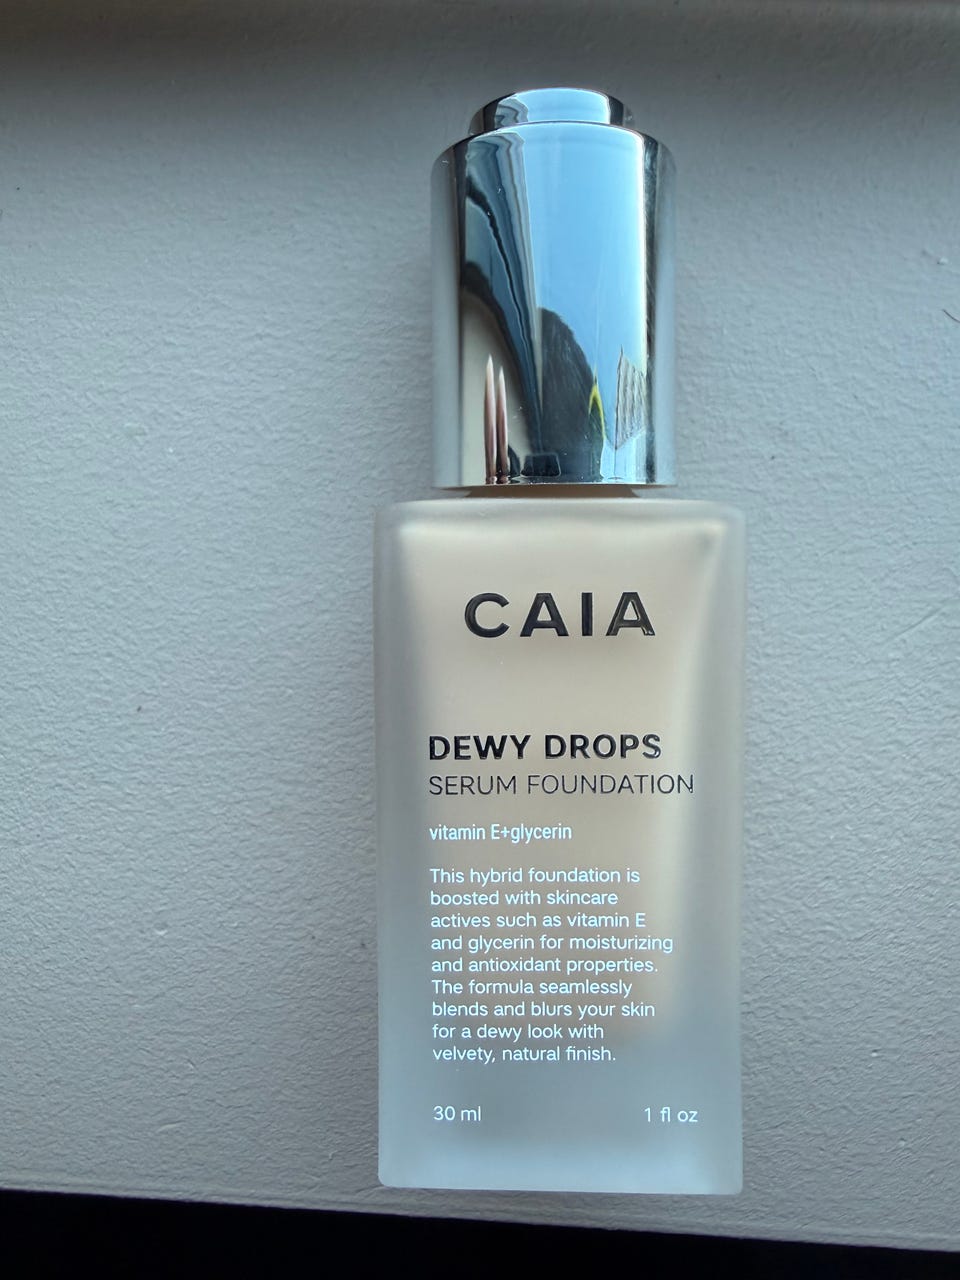 CAIA
DEWY DROPS
SERUM FOUNDATION
vitamin E+glycerin
This hybrid foundation is
boosted with skincare
actives such as vitamin E
and glycerin for moisturizing
and antioxidant properties.
The formula seamlessly
blends and blurs your skin
for a dewy look with
velvety, natural finish.
30 ml 1 fl oz